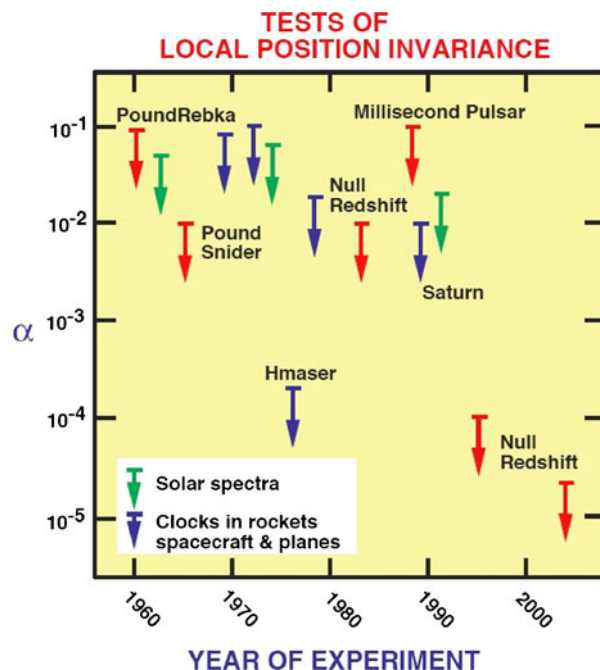 TESTS OF
LOCAL POSITION INVARIANCE
PoundRebka
Millisecond Pulsar
Null
Redshift
Pound
Snider
Saturn
Hmaser
Null
Redshift
α
10-1
10-2
10-3
10-4
10-5
Solar spectra
Clocks in rockets
spacecraft & planes
1960
1970
1980
1990
2000
YEAR OF EXPERIMENT